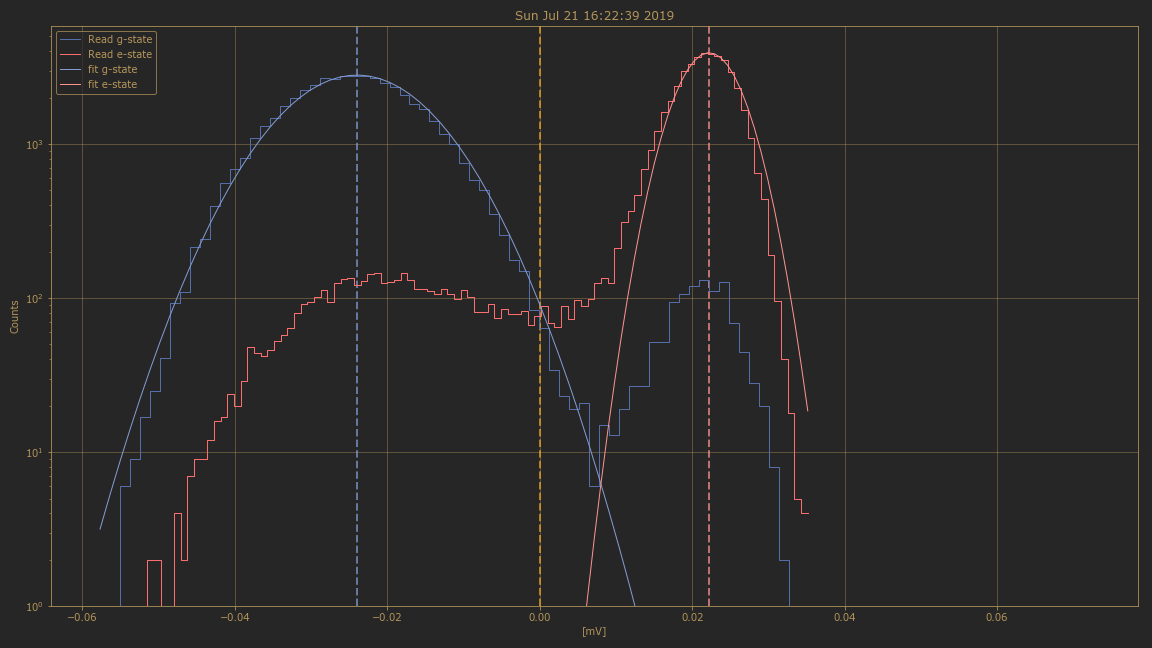 Sun Jul 21 16:22:39 2019
Read g-state
Read e-state
fit g-state
fit e-state
Counts
10³
10²
10¹
10⁰
−0.06 −0.04 −0.02 0.00 0.02 0.04 0.06
[mV]